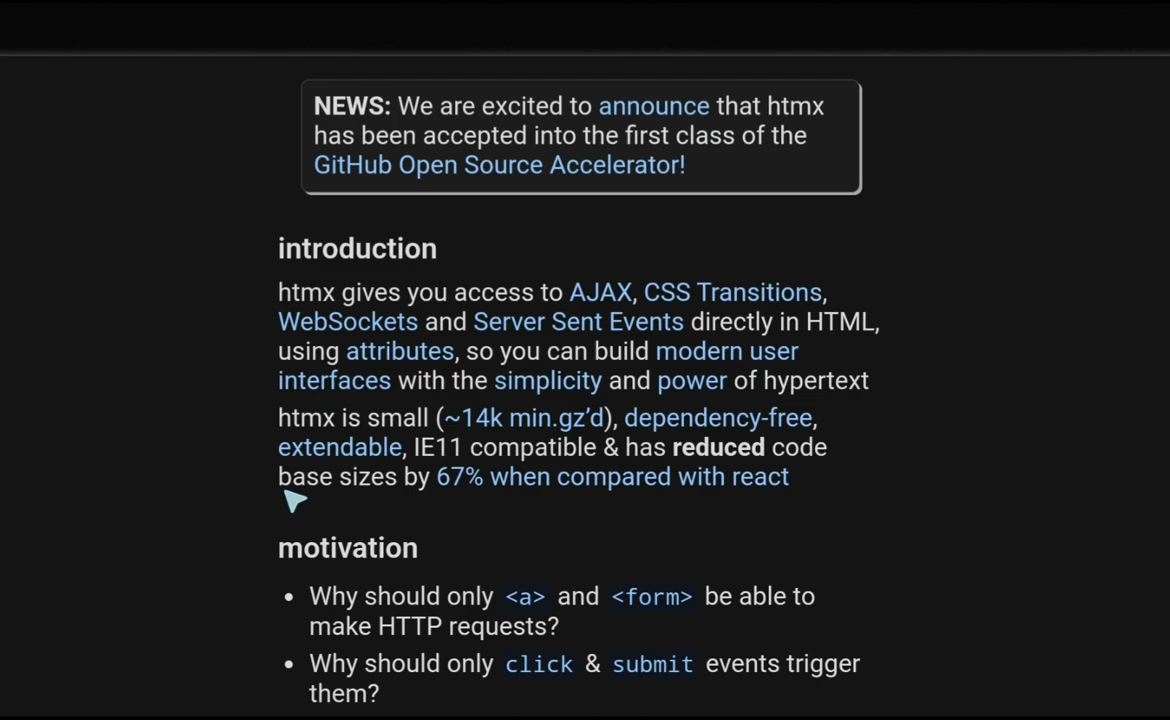 NEWS: We are excited to announce that htmx
has been accepted into the first class of the
GitHub Open Source Accelerator!
introduction
htmx gives you access to AJAX, CSS Transitions,
WebSockets and Server Sent Events directly in HTML,
using attributes, so you can build modern user
interfaces with the simplicity and power of hypertext
htmx is small (~14k min.gz’d), dependency-free,
extendable, IE11 compatible & has reduced code
base sizes by 67% when compared with react
motivation
• Why should only <a> and <form> be able to
make HTTP requests?
• Why should only click & submit events trigger
them?